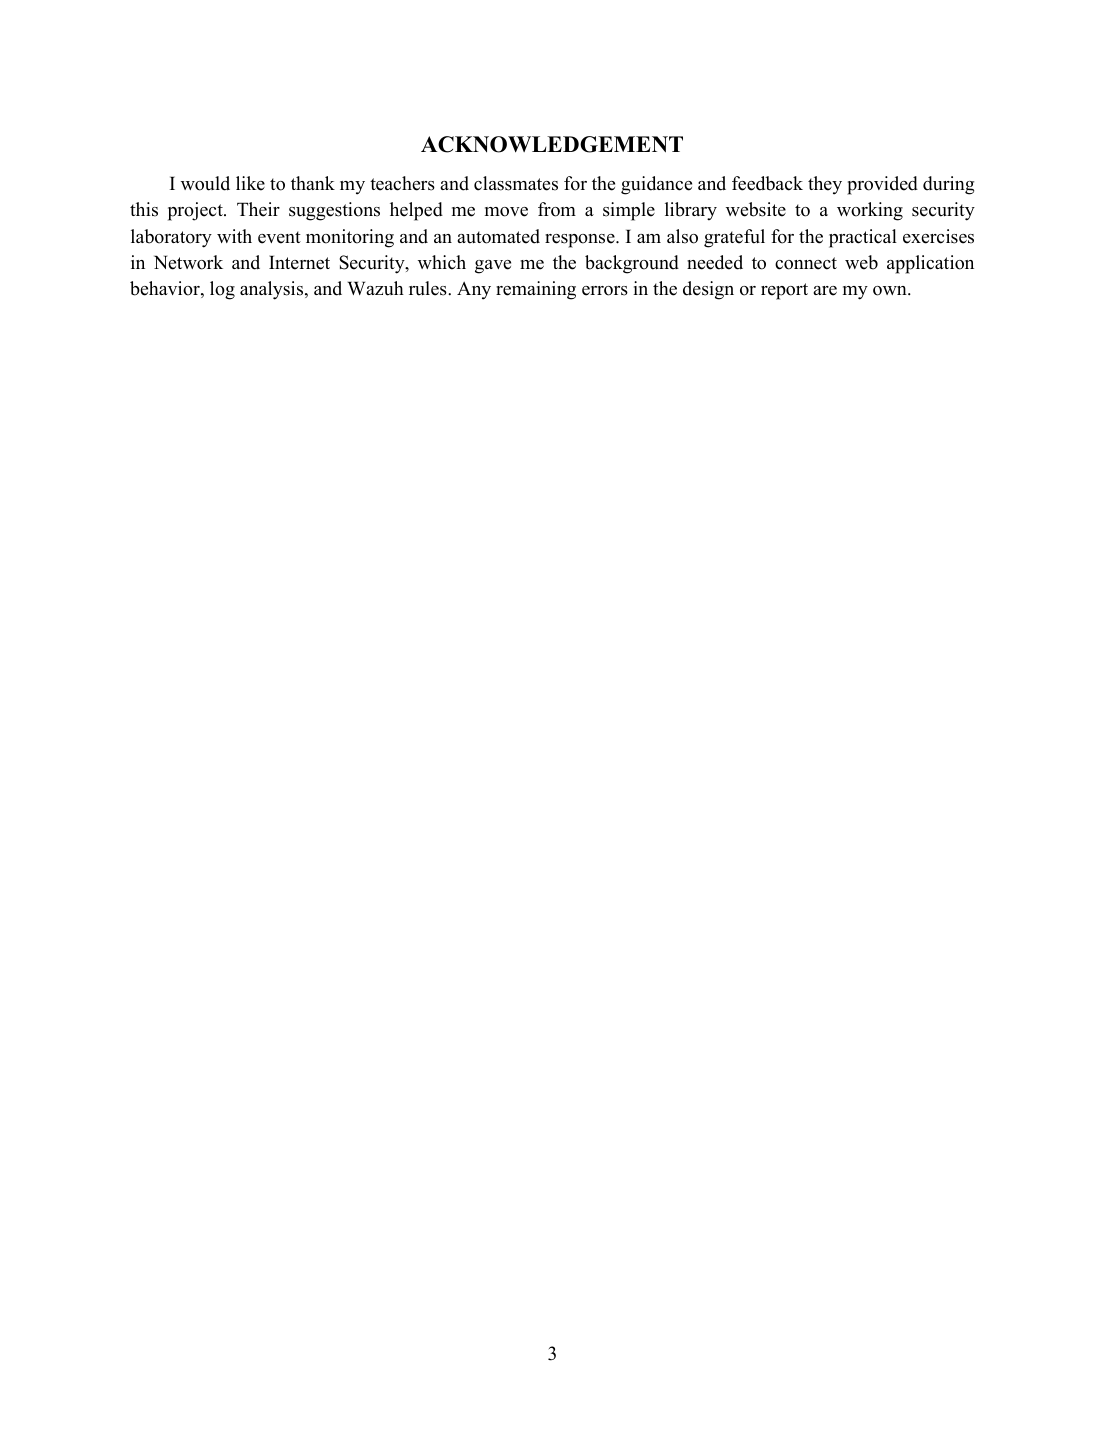 ACKNOWLEDGEMENT
I would like to thank my teachers and classmates for the guidance and feedback they provided during
this project. Their suggestions helped me move from a simple library website to a working security
laboratory with event monitoring and an automated response. I am also grateful for the practical exercises
in Network and Internet Security, which gave me the background needed to connect web application
behavior, log analysis, and Wazuh rules. Any remaining errors in the design or report are my own.
3